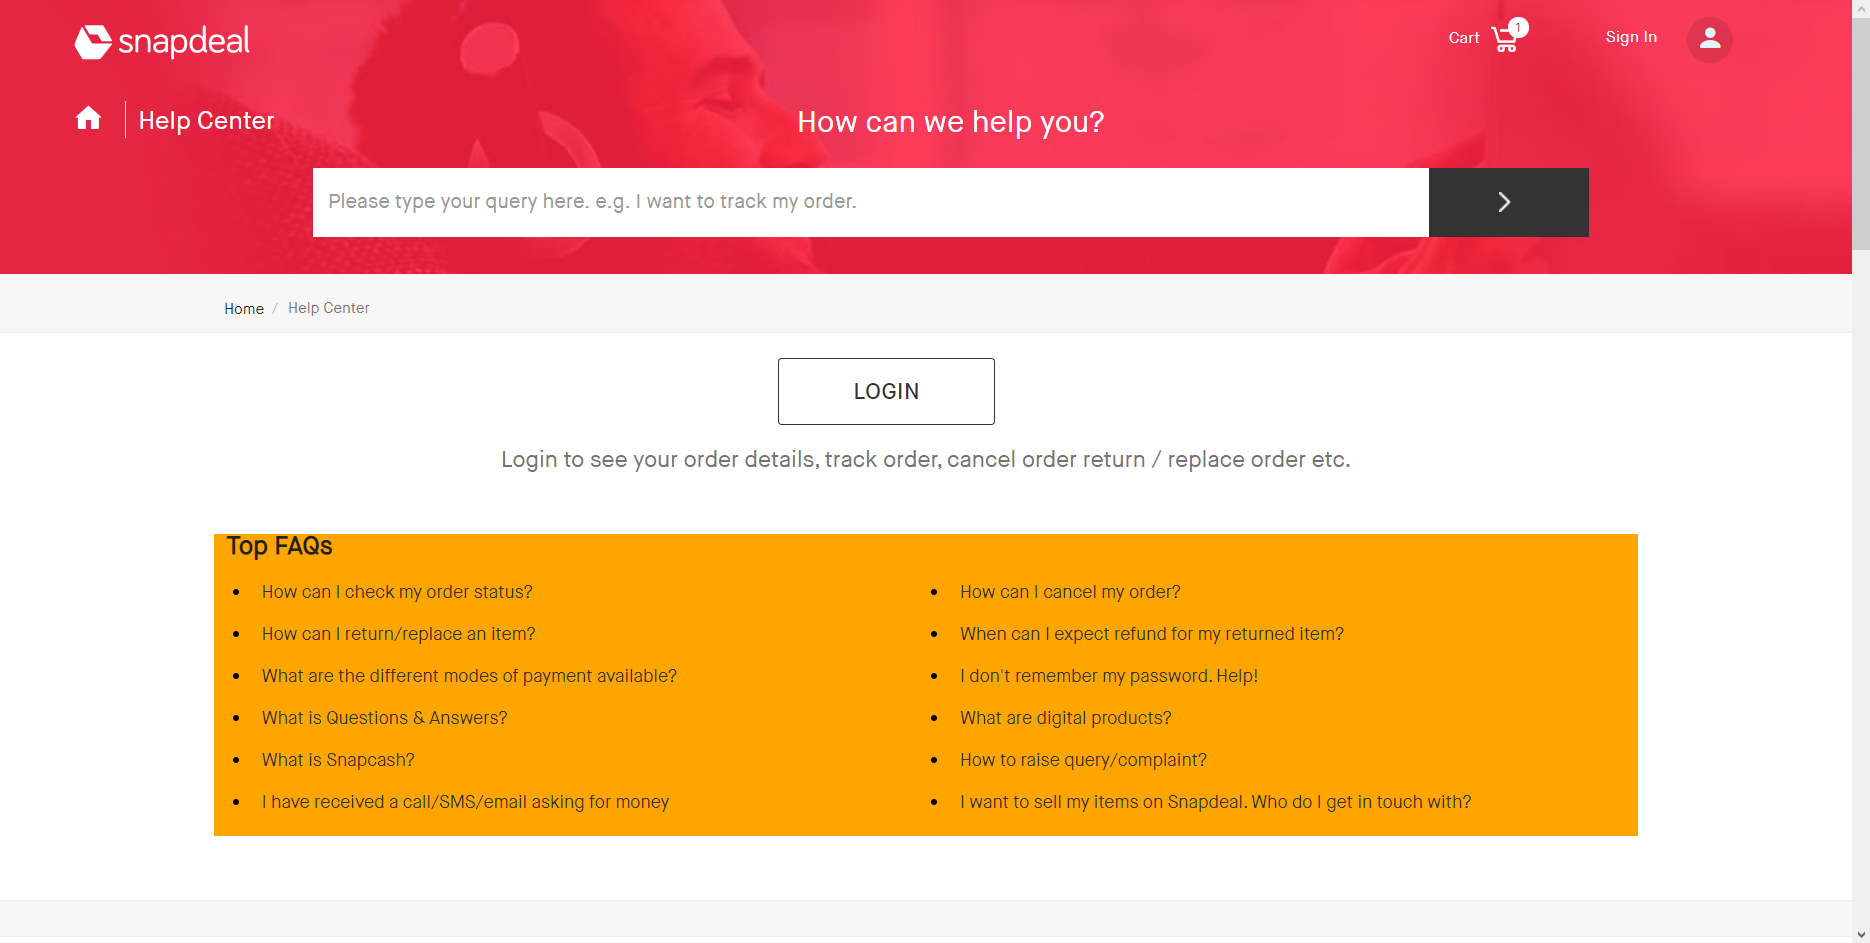 snapdeal
Cart 1
Sign In
Help Center
How can we help you?
Please type your query here. e.g. I want to track my order.
Home / Help Center
LOGIN
Login to see your order details, track order, cancel order return / replace order etc.
Top FAQs
How can I check my order status?
How can I return/replace an item?
What are the different modes of payment available?
What is Questions & Answers?
What is Snapcash?
I have received a call/SMS/email asking for money
How can I cancel my order?
When can I expect refund for my returned item?
I don't remember my password. Help!
What are digital products?
How to raise query/complaint?
I want to sell my items on Snapdeal. Who do I get in touch with?